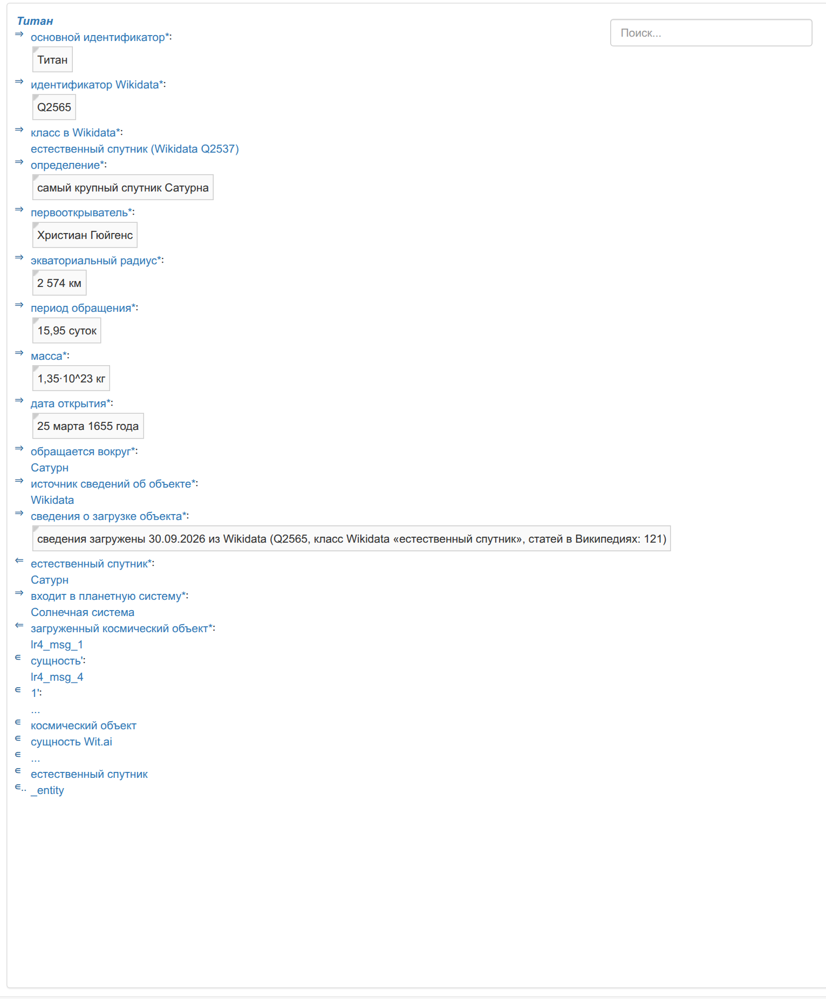 Титан
Поиск...
⇒ основной идентификатор*:
Титан
⇒ идентификатор Wikidata*:
Q2565
⇒ класс в Wikidata*:
естественный спутник (Wikidata Q2537)
⇒ определение*:
самый крупный спутник Сатурна
⇒ первооткрыватель*:
Христиан Гюйгенс
⇒ экваториальный радиус*:
2 574 км
⇒ период обращения*:
15,95 суток
⇒ масса*:
1,35·10^23 кг
⇒ дата открытия*:
25 марта 1655 года
⇒ обращается вокруг*:
Сатурн
⇒ источник сведений об объекте*:
Wikidata
⇒ сведения о загрузке объекта*:
сведения загружены 30.09.2026 из Wikidata (Q2565, класс Wikidata «естественный спутник», статей в Википедиях: 121)
⇐ естественный спутник*:
Сатурн
⇒ входит в планетную систему*:
Солнечная система
⇐ загруженный космический объект*:
lr4_msg_1
∈ сущность':
lr4_msg_4
∈ 1':
...
∈ космический объект
∈ сущность Wit.ai
∈ ...
∈ естественный спутник
∈.. _entity